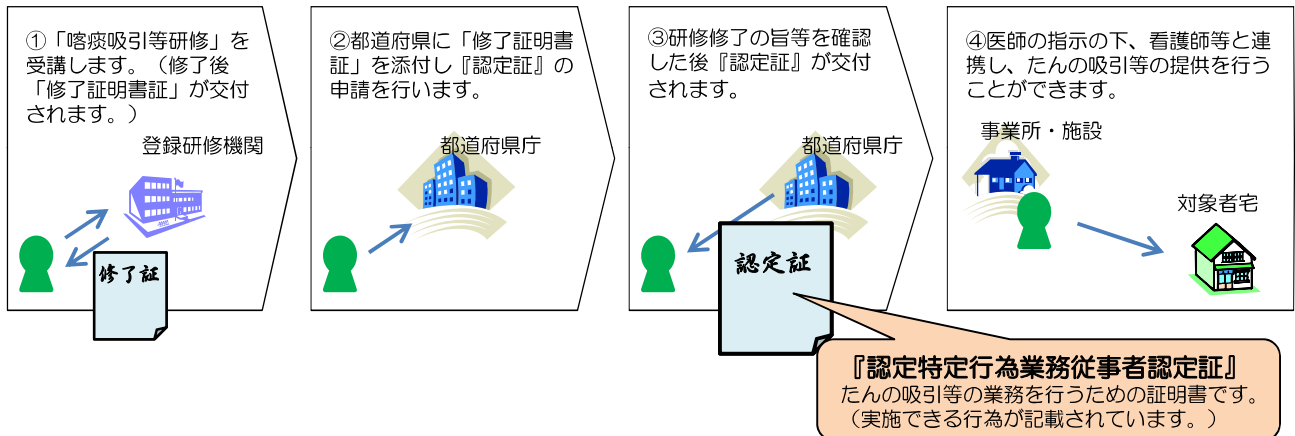 ①「喀痰吸引等研修」を
受講します。（修了後
「修了証明書証」が交付
されます。）
登録研修機関
修了証
②都道府県に「修了証明書
証」を添付し『認定証』の
申請を行います。
都道府県庁
③研修修了の旨等を確認
した後『認定証』が交付
されます。
都道府県庁
認定証
④医師の指示の下、看護師等と連
携し、たんの吸引等の提供を行う
ことができます。
事業所・施設
対象者宅
『認定特定行為業務従事者認定証』
たんの吸引等の業務を行うための証明書です。
（実施できる行為が記載されています。）